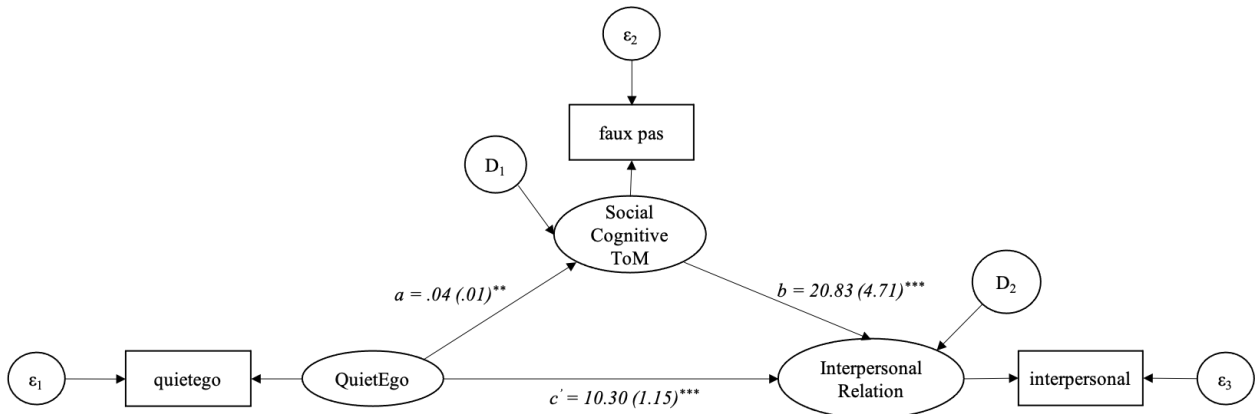 ε₂
faux pas
D₁
Social
Cognitive
ToM
a = .04 (.01)**
b = 20.83 (4.71)***
D₂
ε₁
quietego
QuietEgo
c' = 10.30 (1.15)***
Interpersonal
Relation
interpersonal
ε₃